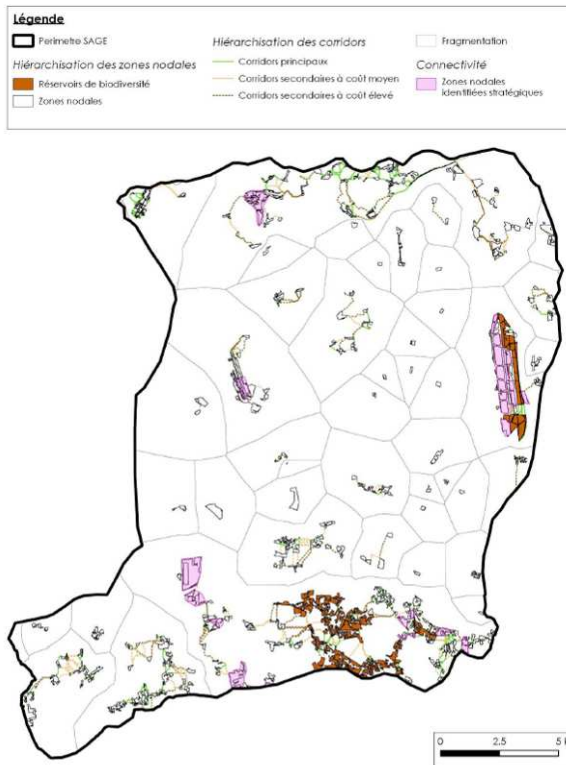 Légende
Perimetre SAGE
Hiérarchisation des zones nodales
Réservoirs de biodiversité
Zones nodales
Hiérarchisation des corridors
Corridors principaux
Corridors secondaires à coût moyen
Corridors secondaires à coût élevé
Fragmentation
Connectivité
Zones nodales
identifiées stratégiques
0 2,5 5 k